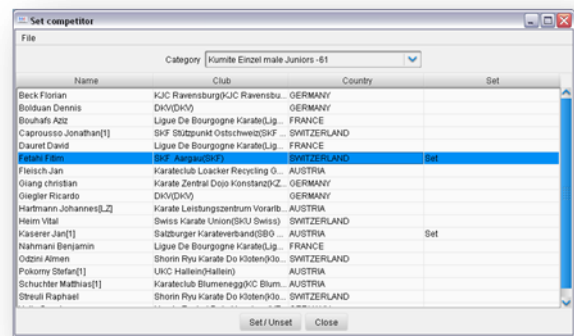 Set competitor
File
Category Kumite Einzel male Juniors -61
Name Club Country Set
Beck Florian KJC Ravensburg(KJC Ravensbu... GERMANY
Bolduan Dennis DKV(DKV) GERMANY
Bouhafs Aziz Ligue De Bourgogne Karate(Lig... FRANCE
Caprousso Jonathan[1] SKF Stützpunkt Ostschweiz(SKF ... SWITZERLAND
Dauret David Ligue De Bourgogne Karate(Lig... FRANCE
Fetahi Fitim SKF Aargau(SKF) SWITZERLAND Set
Fleisch Jan Karateclub Loacker Recycling G... AUSTRIA
Giang christian Karate Zentral Dojo Konstanz(KZ... GERMANY
Giegler Ricardo DKV(DKV) GERMANY
Hartmann Johannes[LZ] Karate Leistungszentrum Vorarlb... AUSTRIA
Heim Vital Swiss Karate Union(SKU Swiss) SWITZERLAND
Kaserer Jan[1] Salzburger Karateverband(SBG ... AUSTRIA Set
Nahmani Benjamin Ligue De Bourgogne Karate(Lig... FRANCE
Odzini Almen Shorin Ryu Karate Do Kloten(Klo... SWITZERLAND
Pokorny Stefan[1] UKC Hallein(Hallein) AUSTRIA
Schuchter Matthias[1] Karateclub Blumenegg(KC Blum... AUSTRIA
Streuli Raphael Shorin Ryu Karate Do Kloten(Klo... SWITZERLAND
Set / Unset Close